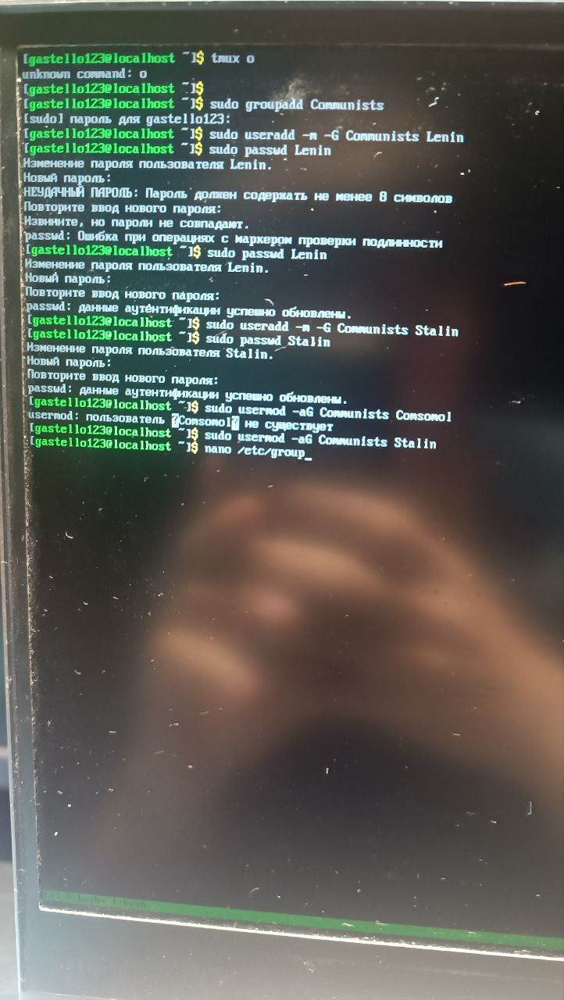 [gastello123@localhost ~]$ tmux o
unknown command: o
[gastello123@localhost ~]$
[gastello123@localhost ~]$ sudo groupadd Communists
[sudo] пароль для gastello123:
[gastello123@localhost ~]$ sudo useradd -m -G Communists Lenin
[gastello123@localhost ~]$ sudo passwd Lenin
Изменение пароля пользователя Lenin.
Новый пароль:
НЕУДАЧНЫЙ ПАРОЛЬ: Пароль должен содержать не менее 8 символов
Повторите ввод нового пароля:
Извините, но пароли не совпадают.
passwd: Ошибка при операциях с маркером проверки подлинности
[gastello123@localhost ~]$ sudo passwd Lenin
Изменение пароля пользователя Lenin.
Новый пароль:
Повторите ввод нового пароля:
passwd: данные аутентификации успешно обновлены.
[gastello123@localhost ~]$ sudo useradd -m -G Communists Stalin
[gastello123@localhost ~]$ sudo passwd Stalin
Изменение пароля пользователя Stalin.
Новый пароль:
Повторите ввод нового пароля:
passwd: данные аутентификации успешно обновлены.
[gastello123@localhost ~]$ sudo usermod -aG Communists Comsomol
usermod: пользователь ?Comsomol? не существует
[gastello123@localhost ~]$ sudo usermod -aG Communists Stalin
[gastello123@localhost ~]$ nano /etc/group_